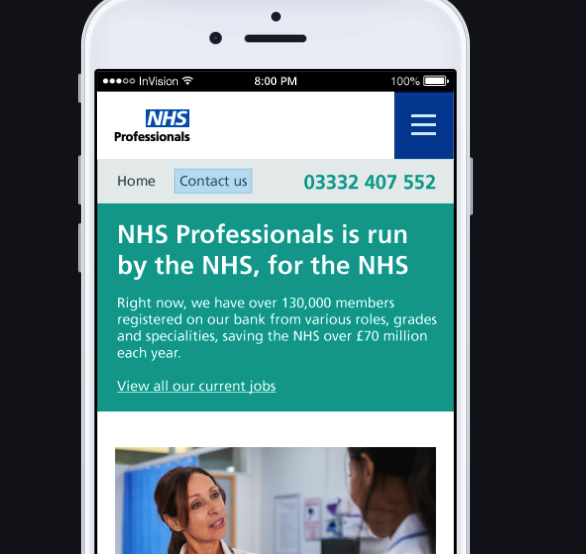 InVision 8:00 PM 100%
NHS
Professionals
Home Contact us 03332 407 552
NHS Professionals is run
by the NHS, for the NHS
Right now, we have over 130,000 members
registered on our bank from various roles, grades
and specialities, saving the NHS over £70 million
each year.
View all our current jobs